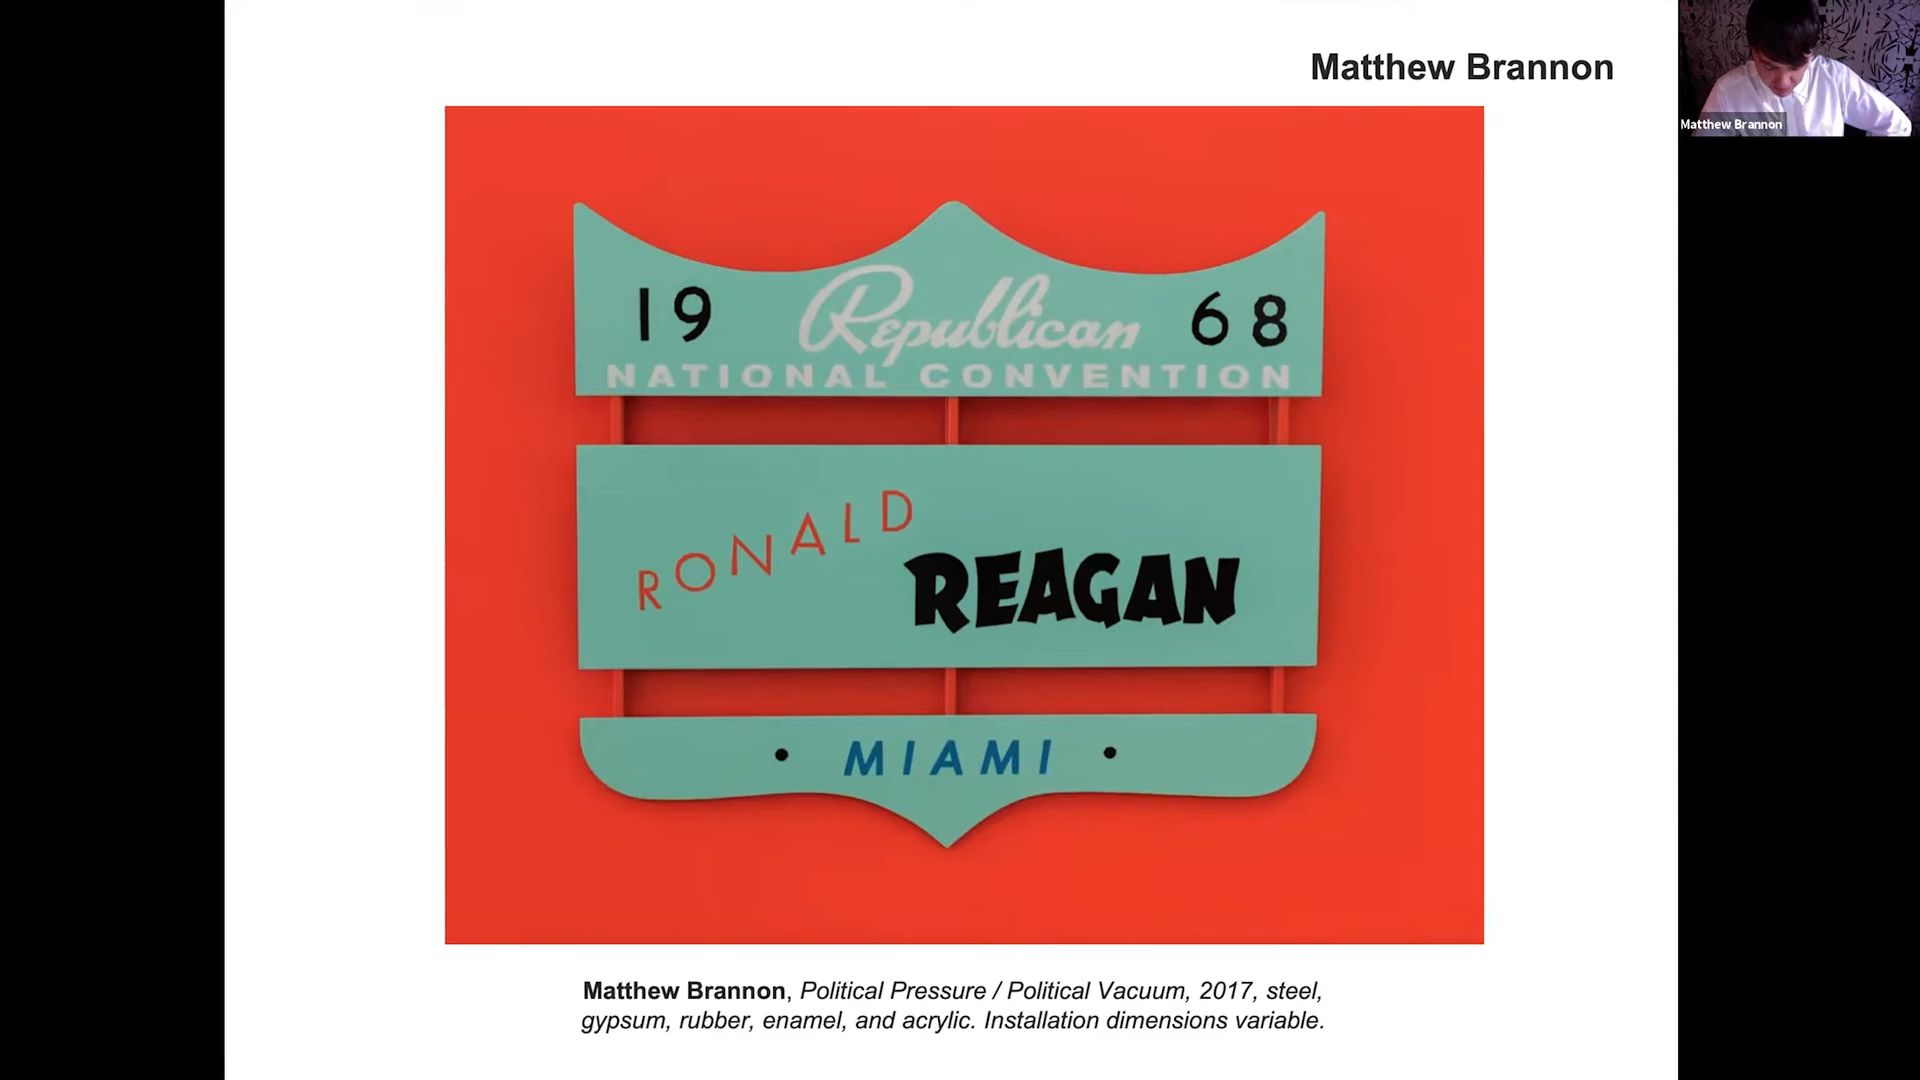 Matthew Brannon
Matthew Brannon
19 Republican 68
NATIONAL CONVENTION
RONALD
REAGAN
• MIAMI •
Matthew Brannon, Political Pressure / Political Vacuum, 2017, steel,
gypsum, rubber, enamel, and acrylic. Installation dimensions variable.